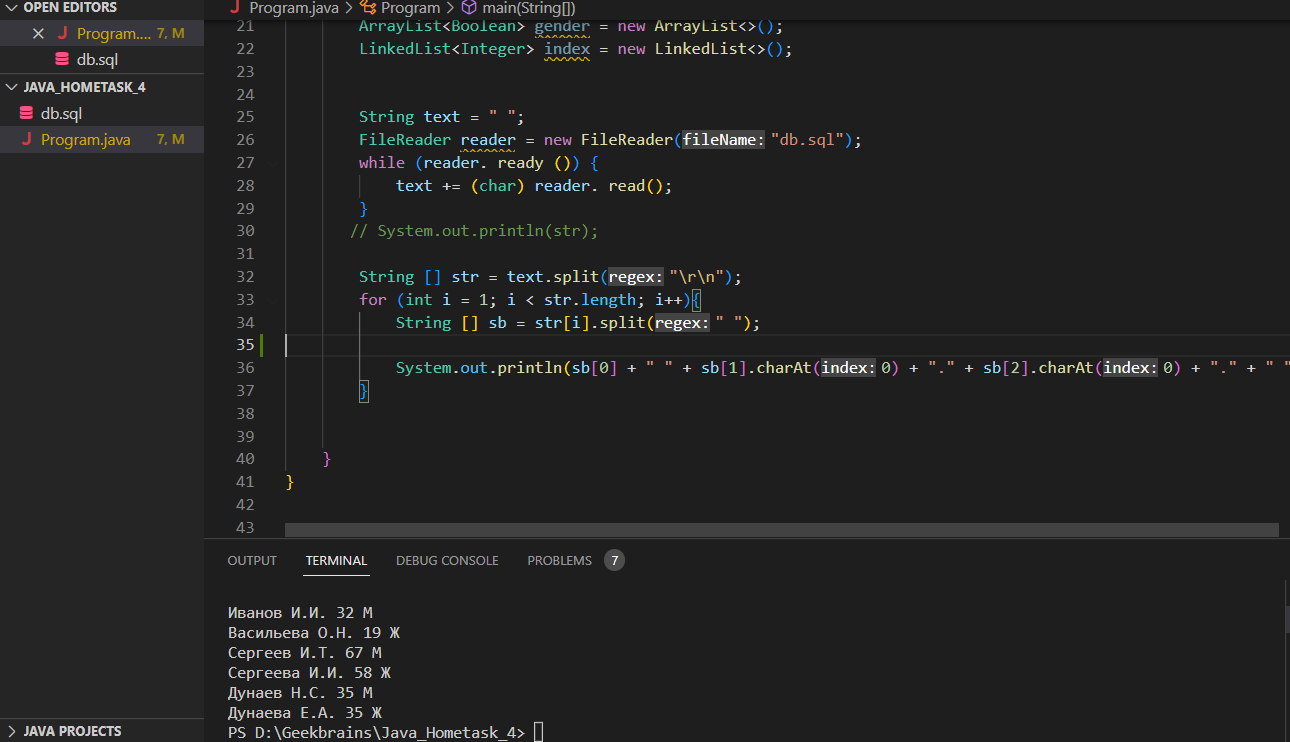 OPEN EDITORS
Program.... 7, M
db.sql
JAVA_HOMETASK_4
db.sql
Program.java 7, M
JAVA PROJECTS
Program.java > Program > main(String[])
21 ArrayList<Boolean> gender = new ArrayList<>();
22 LinkedList<Integer> index = new LinkedList<>();
23
24
25 String text = " ";
26 FileReader reader = new FileReader(fileName: "db.sql");
27 while (reader. ready ()) {
28 text += (char) reader. read();
29 }
30 // System.out.println(str);
31
32 String [] str = text.split(regex: "\r\n");
33 for (int i = 1; i < str.length; i++){
34 String [] sb = str[i].split(regex: " ");
35
36 System.out.println(sb[0] + " " + sb[1].charAt(index: 0) + "." + sb[2].charAt(index: 0) + "." + " "
37 }
38
39
40 }
41 }
42
43
OUTPUT TERMINAL DEBUG CONSOLE PROBLEMS 7
Иванов И.И. 32 М
Васильева О.Н. 19 Ж
Сергеев И.Т. 67 М
Сергеева И.И. 58 Ж
Дунаев Н.С. 35 М
Дунаева Е.А. 35 Ж
PS D:\Geekbrains\Java_Hometask_4>